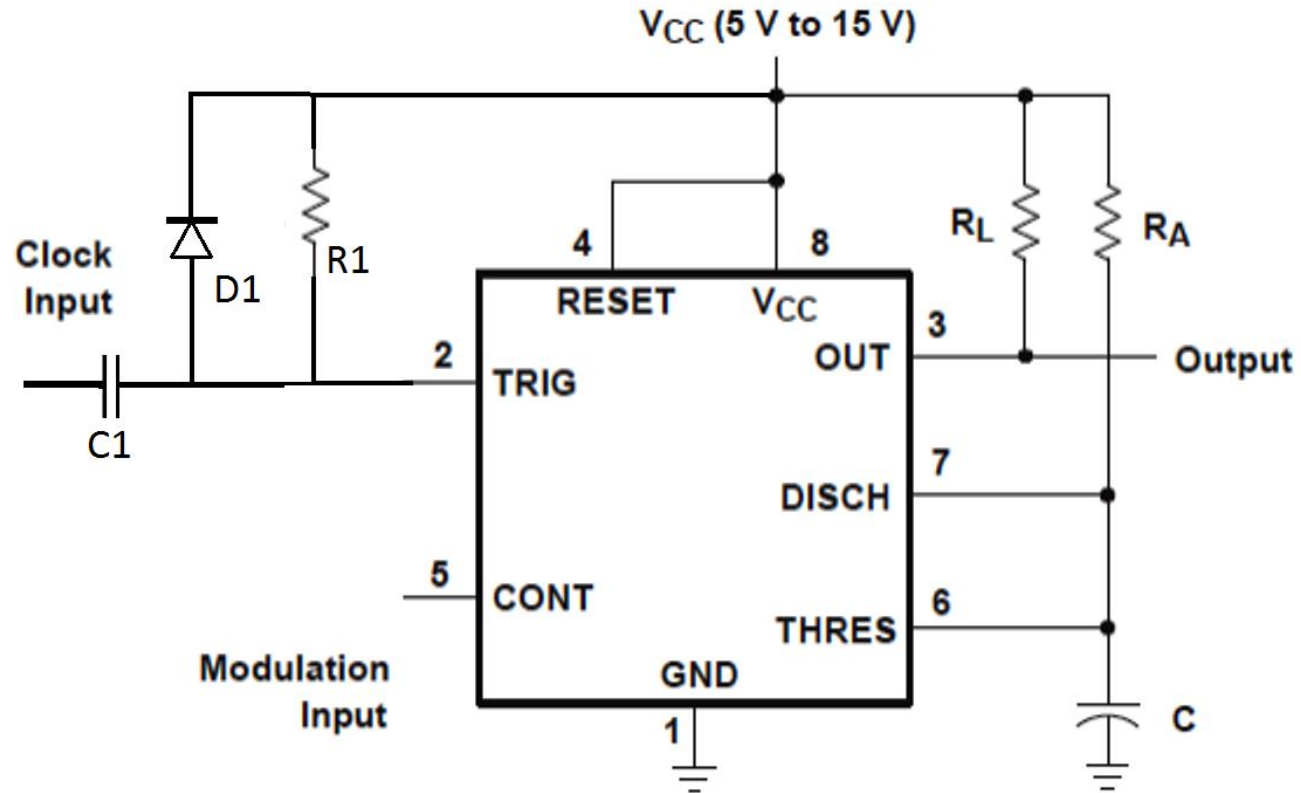 VCC (5 V to 15 V)
Clock
Input
D1
R1
C1
4
8
RL
RA
RESET
VCC
3
2
TRIG
OUT
Output
7
DISCH
5
CONT
6
THRES
Modulation
Input
GND
1
C